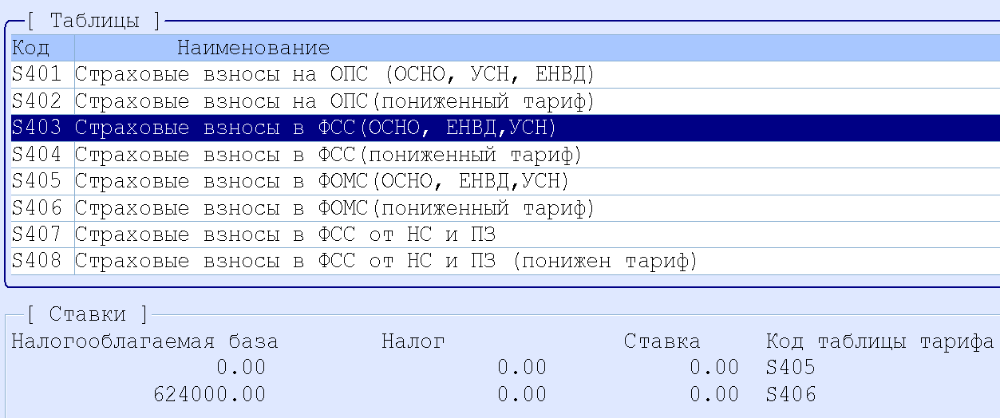 [ Таблицы ]
Код Наименование
S401 Страховые взносы на ОПС (ОСНО, УСН, ЕНВД)
S402 Страховые взносы на ОПС(пониженный тариф)
S403 Страховые взносы в ФСС(ОСНО, ЕНВД,УСН)
S404 Страховые взносы в ФСС(пониженный тариф)
S405 Страховые взносы в ФОМС(ОСНО, ЕНВД,УСН)
S406 Страховые взносы в ФОМС(пониженный тариф)
S407 Страховые взносы в ФСС от НС и ПЗ
S408 Страховые взносы в ФСС от НС и ПЗ (понижен тариф)
[ Ставки ]
Налогооблагаемая база Налог Ставка Код таблицы тарифа
0.00 0.00 0.00 S405
624000.00 0.00 0.00 S406